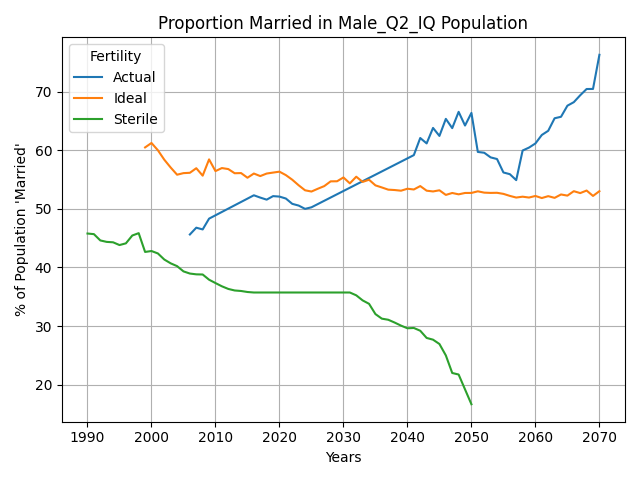 Proportion Married in Male_Q2_IQ Population
Fertility
Actual
Ideal
Sterile
% of Population 'Married'
70
60
50
40
30
20
1990 2000 2010 2020 2030 2040 2050 2060 2070
Years